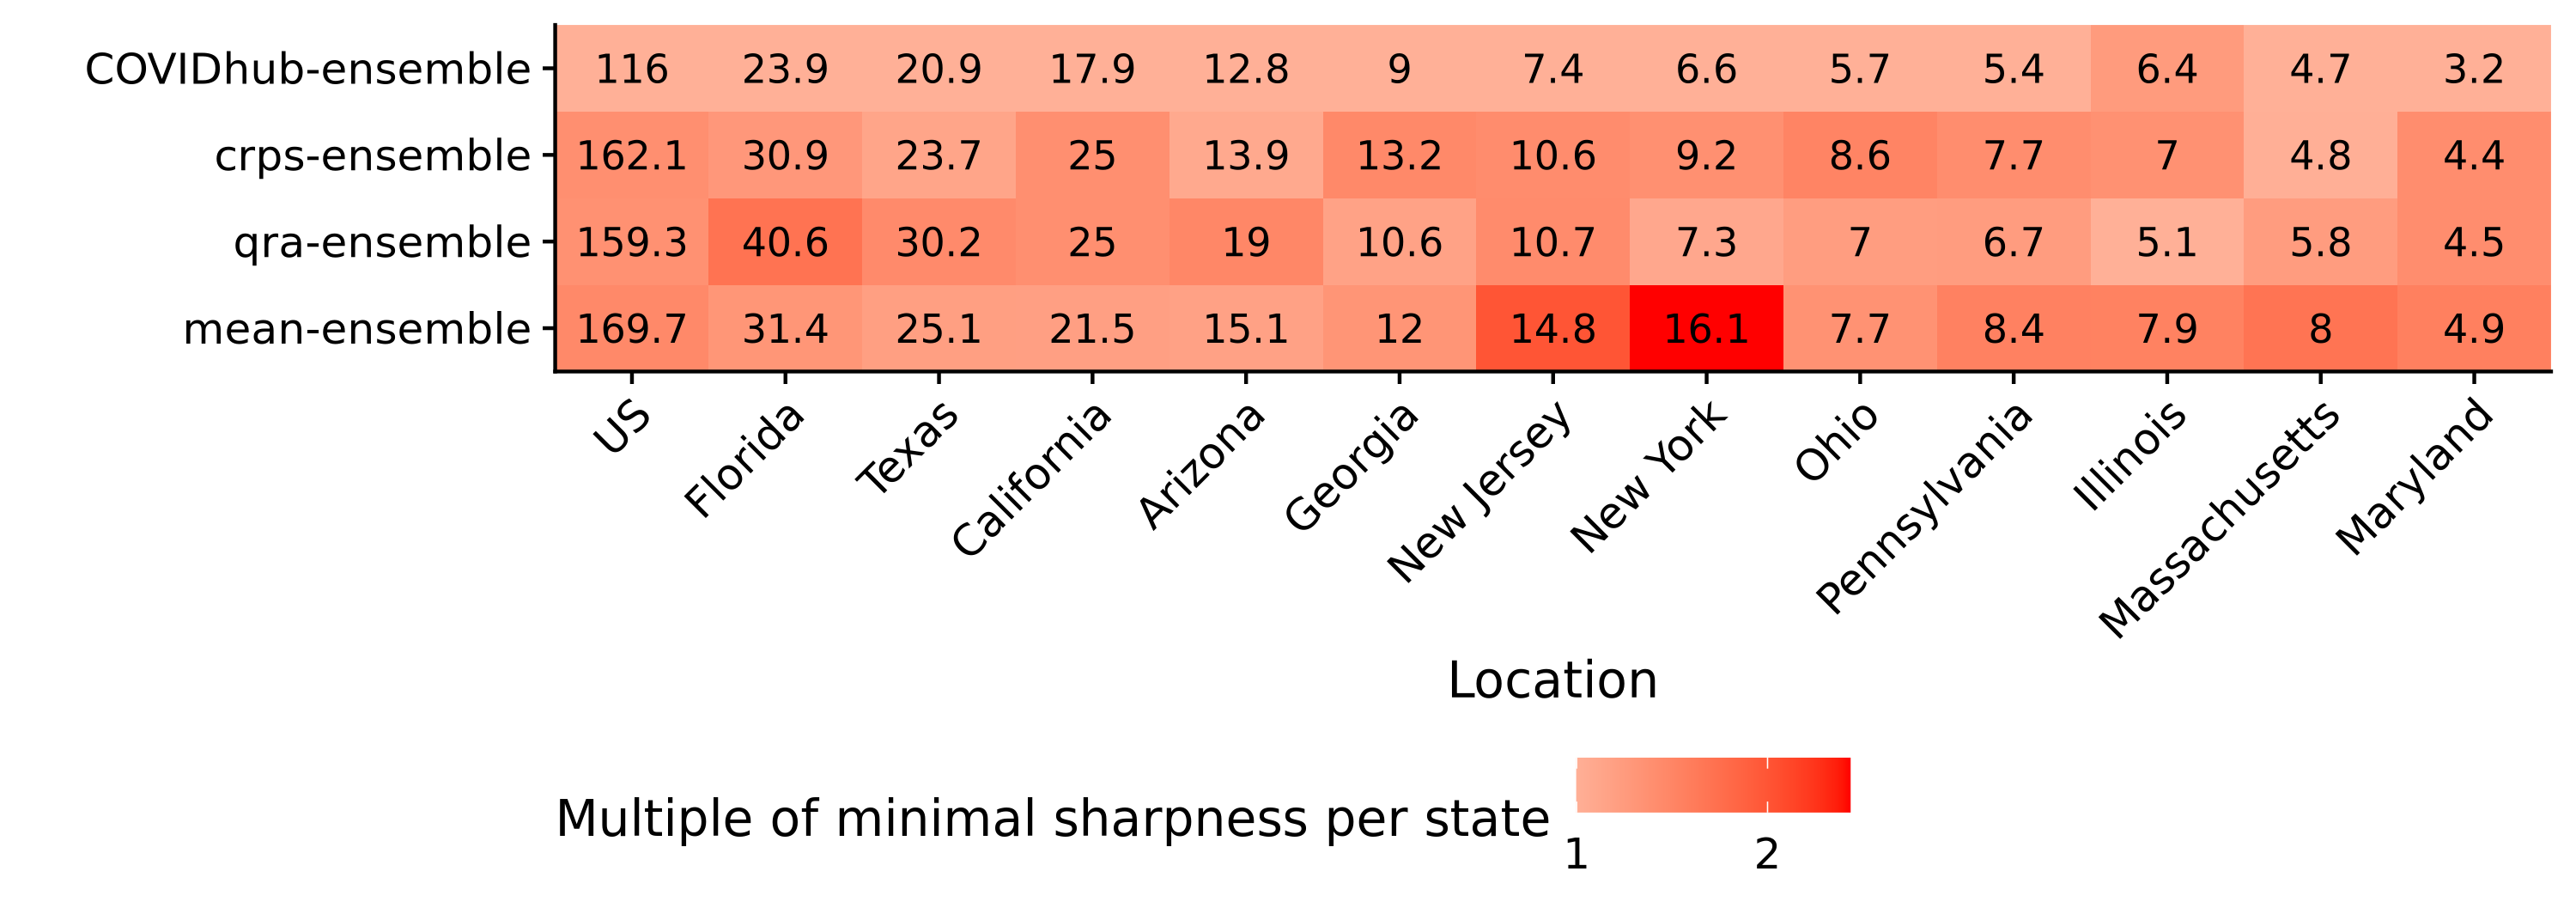 COVIDhub-ensemble 116 23.9 20.9 17.9 12.8 9 7.4 6.6 5.7 5.4 6.4 4.7 3.2
crps-ensemble 162.1 30.9 23.7 25 13.9 13.2 10.6 9.2 8.6 7.7 7 4.8 4.4
qra-ensemble 159.3 40.6 30.2 25 19 10.6 10.7 7.3 7 6.7 5.1 5.8 4.5
mean-ensemble 169.7 31.4 25.1 21.5 15.1 12 14.8 16.1 7.7 8.4 7.9 8 4.9
US Florida Texas California Arizona Georgia New Jersey New York Ohio Pennsylvania Illinois Massachusetts Maryland
Location
Multiple of minimal sharpness per state
1 2